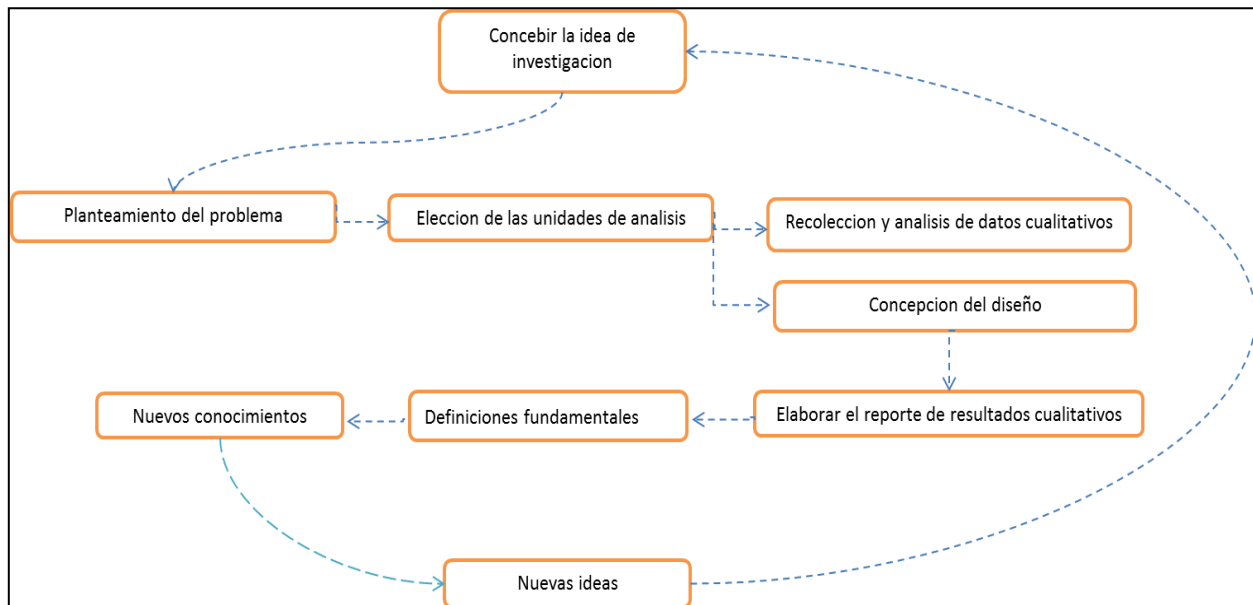 Concebir la idea de
investigacion
Planteamiento del problema
Eleccion de las unidades de analisis
Recoleccion y analisis de datos cualitativos
Concepcion del diseño
Elaborar el reporte de resultados cualitativos
Definiciones fundamentales
Nuevos conocimientos
Nuevas ideas